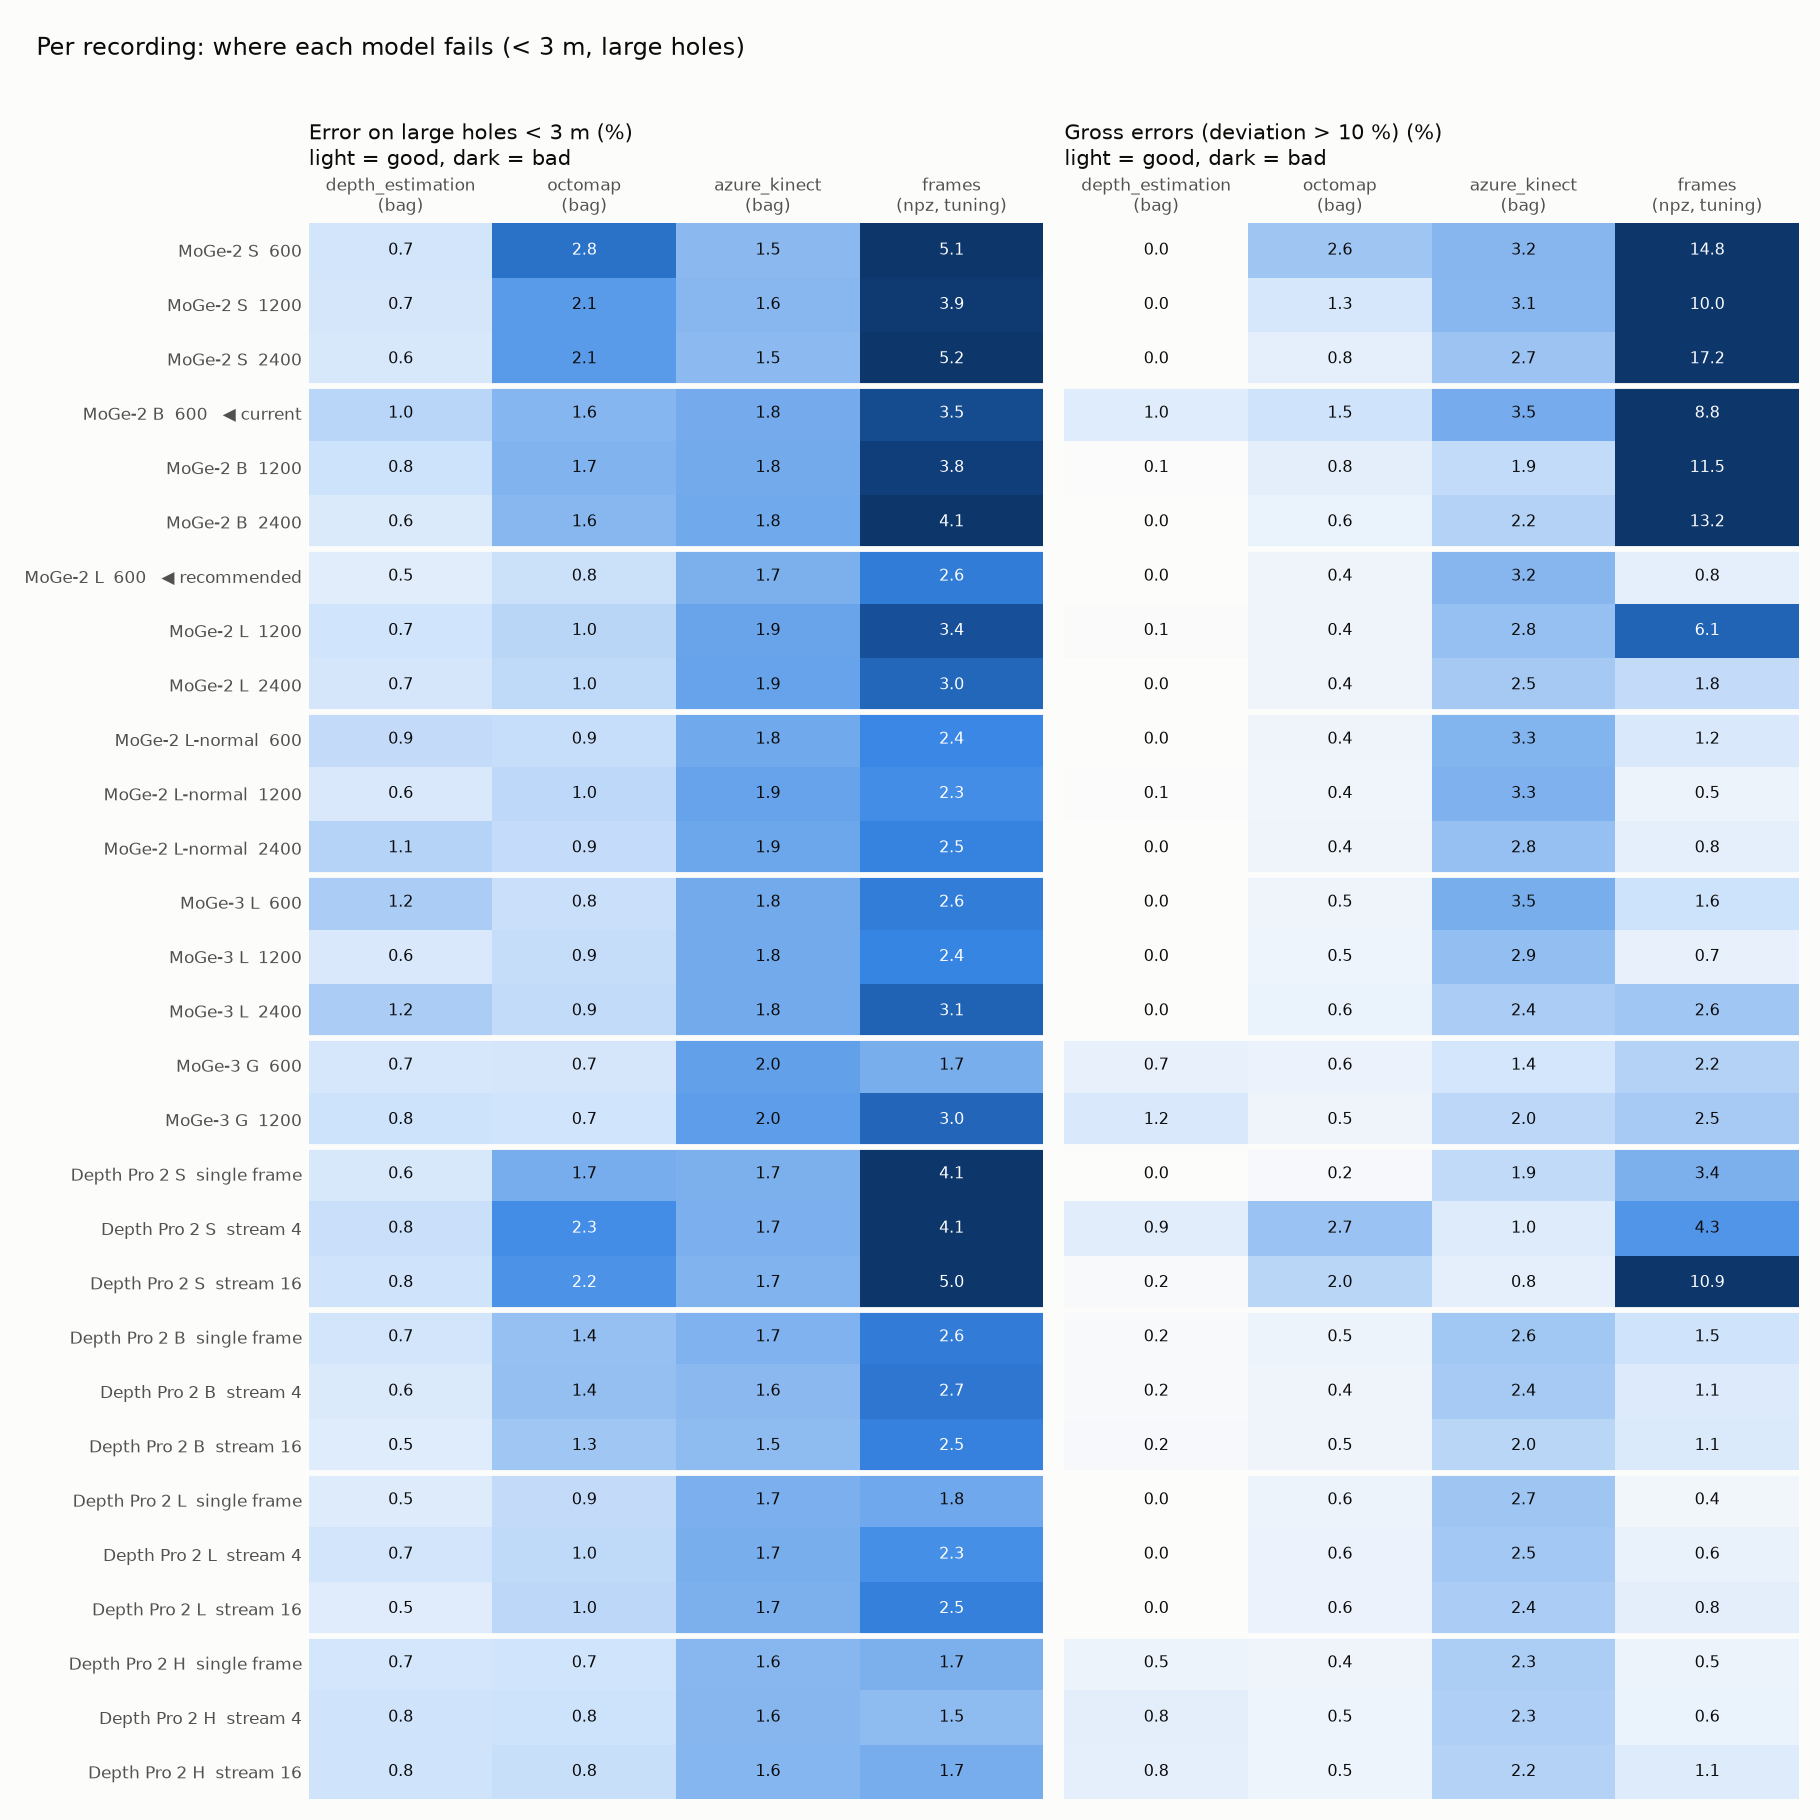 Per recording: where each model fails (< 3 m, large holes)
Error on large holes < 3 m (%)
light = good, dark = bad
Gross errors (deviation > 10 %) (%)
light = good, dark = bad
depth_estimation (bag) octomap (bag) azure_kinect (bag) frames (npz, tuning) depth_estimation (bag) octomap (bag) azure_kinect (bag) frames (npz, tuning)
MoGe-2 S 600 0.7 2.8 1.5 5.1 0.0 2.6 3.2 14.8
MoGe-2 S 1200 0.7 2.1 1.6 3.9 0.0 1.3 3.1 10.0
MoGe-2 S 2400 0.6 2.1 1.5 5.2 0.0 0.8 2.7 17.2
MoGe-2 B 600 ◄ current 1.0 1.6 1.8 3.5 1.0 1.5 3.5 8.8
MoGe-2 B 1200 0.8 1.7 1.8 3.8 0.1 0.8 1.9 11.5
MoGe-2 B 2400 0.6 1.6 1.8 4.1 0.0 0.6 2.2 13.2
MoGe-2 L 600 ◄ recommended 0.5 0.8 1.7 2.6 0.0 0.4 3.2 0.8
MoGe-2 L 1200 0.7 1.0 1.9 3.4 0.1 0.4 2.8 6.1
MoGe-2 L 2400 0.7 1.0 1.9 3.0 0.0 0.4 2.5 1.8
MoGe-2 L-normal 600 0.9 0.9 1.8 2.4 0.0 0.4 3.3 1.2
MoGe-2 L-normal 1200 0.6 1.0 1.9 2.3 0.1 0.4 3.3 0.5
MoGe-2 L-normal 2400 1.1 0.9 1.9 2.5 0.0 0.4 2.8 0.8
MoGe-3 L 600 1.2 0.8 1.8 2.6 0.0 0.5 3.5 1.6
MoGe-3 L 1200 0.6 0.9 1.8 2.4 0.0 0.5 2.9 0.7
MoGe-3 L 2400 1.2 0.9 1.8 3.1 0.0 0.6 2.4 2.6
MoGe-3 G 600 0.7 0.7 2.0 1.7 0.7 0.6 1.4 2.2
MoGe-3 G 1200 0.8 0.7 2.0 3.0 1.2 0.5 2.0 2.5
Depth Pro 2 S single frame 0.6 1.7 1.7 4.1 0.0 0.2 1.9 3.4
Depth Pro 2 S stream 4 0.8 2.3 1.7 4.1 0.9 2.7 1.0 4.3
Depth Pro 2 S stream 16 0.8 2.2 1.7 5.0 0.2 2.0 0.8 10.9
Depth Pro 2 B single frame 0.7 1.4 1.7 2.6 0.2 0.5 2.6 1.5
Depth Pro 2 B stream 4 0.6 1.4 1.6 2.7 0.2 0.4 2.4 1.1
Depth Pro 2 B stream 16 0.5 1.3 1.5 2.5 0.2 0.5 2.0 1.1
Depth Pro 2 L single frame 0.5 0.9 1.7 1.8 0.0 0.6 2.7 0.4
Depth Pro 2 L stream 4 0.7 1.0 1.7 2.3 0.0 0.6 2.5 0.6
Depth Pro 2 L stream 16 0.5 1.0 1.7 2.5 0.0 0.6 2.4 0.8
Depth Pro 2 H single frame 0.7 0.7 1.6 1.7 0.5 0.4 2.3 0.5
Depth Pro 2 H stream 4 0.8 0.8 1.6 1.5 0.8 0.5 2.3 0.6
Depth Pro 2 H stream 16 0.8 0.8 1.6 1.7 0.8 0.5 2.2 1.1